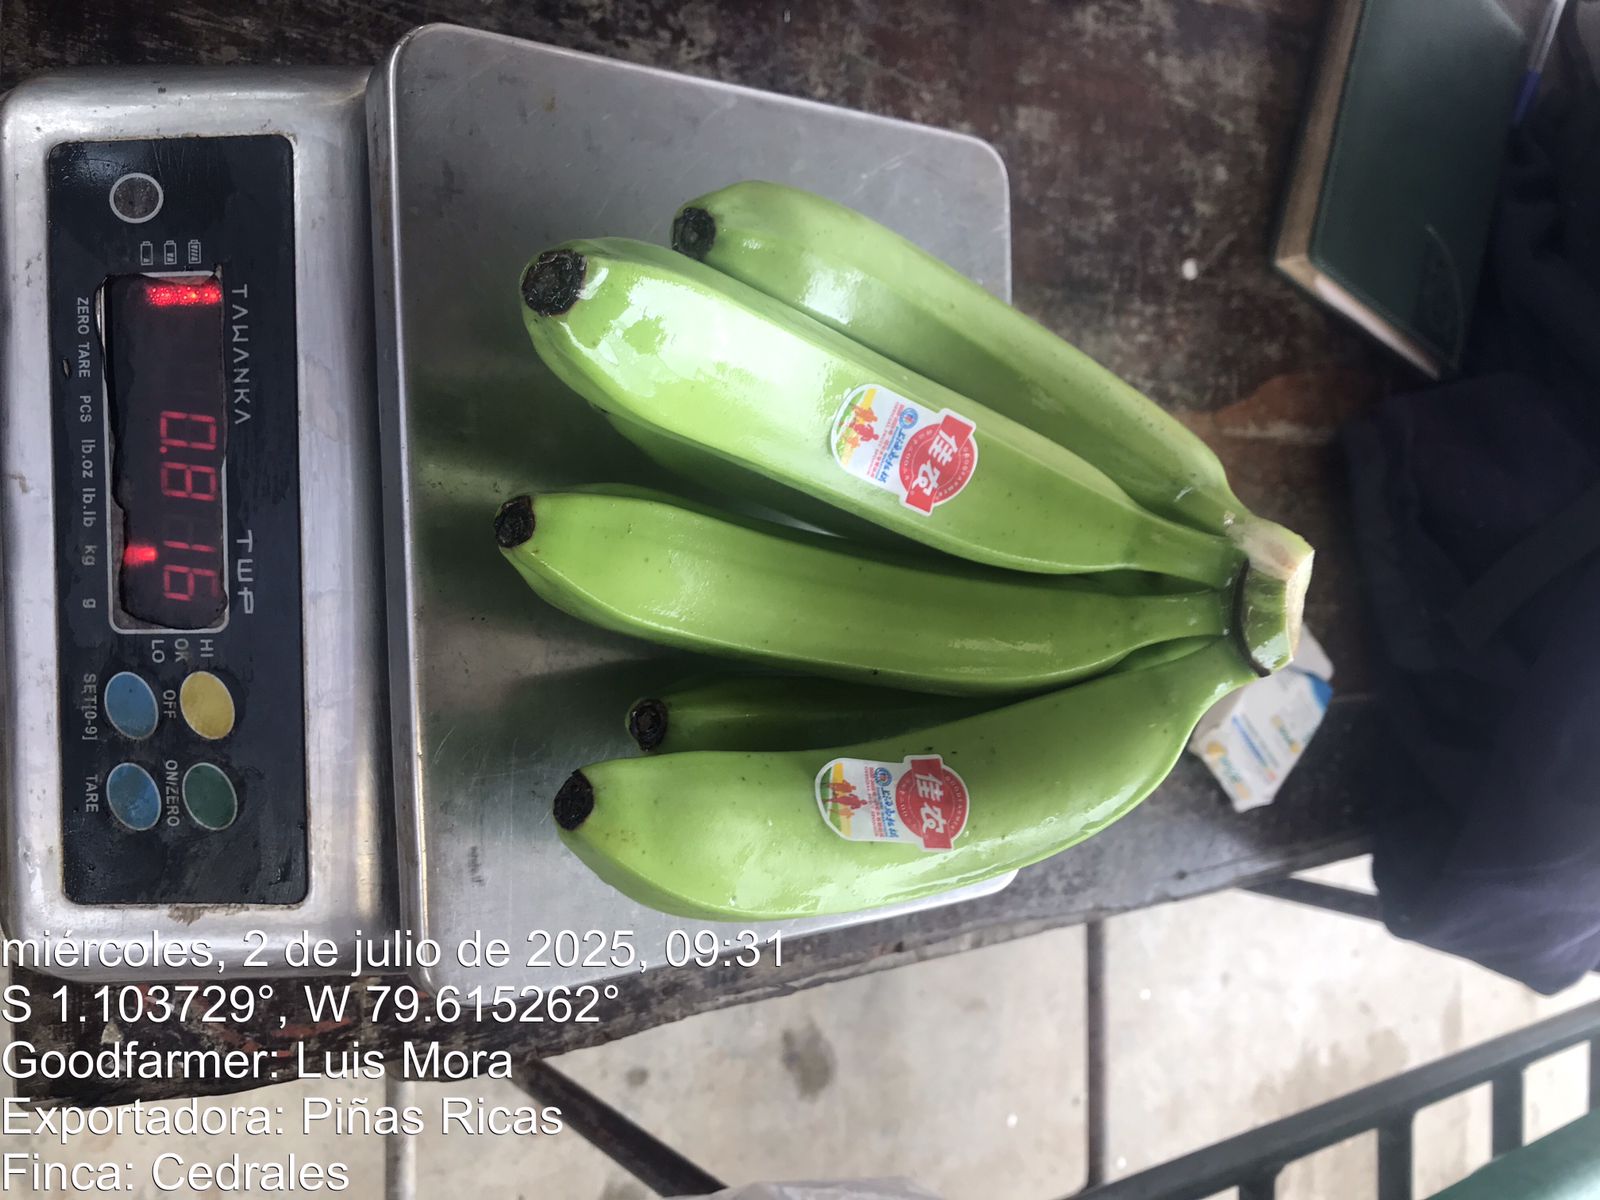 TAWANKA TWP
HI
OK
LO
ZERO TARE PCS lb.oz lb.lb kg g
OFF
SET[0-9]
ON/ZERO
TARE
佳农
GOODFARMER
佳农
GOODFARMER
miércoles, 2 de julio de 2025, 09:31
S 1.103729°, W 79.615262°
Goodfarmer: Luis Mora
Exportadora: Piñas Ricas
Finca: Cedrales